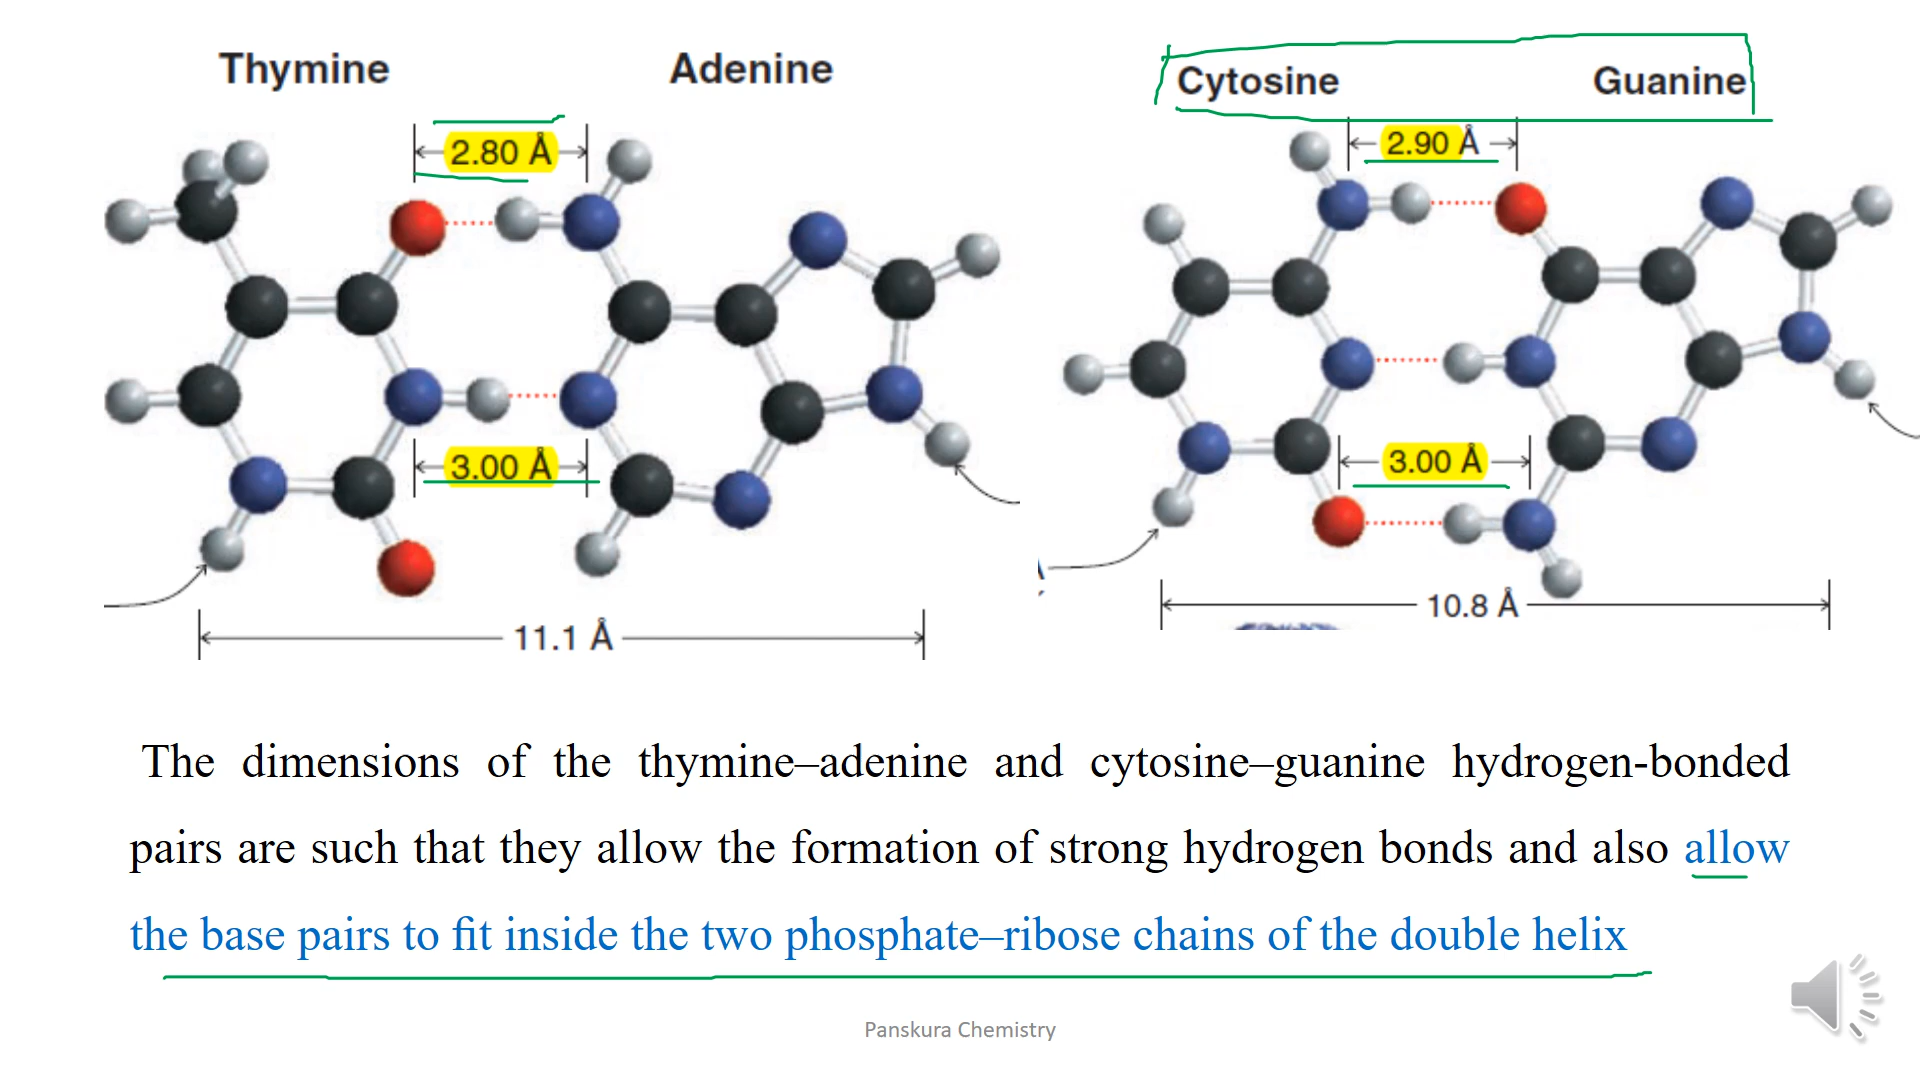 Thymine
Adenine
Cytosine
Guanine
2.80 Å
2.90 Å
3.00 Å
3.00 Å
11.1 Å
10.8 Å
The dimensions of the thymine–adenine and cytosine–guanine hydrogen-bonded
pairs are such that they allow the formation of strong hydrogen bonds and also allow
the base pairs to fit inside the two phosphate–ribose chains of the double helix
Panskura Chemistry